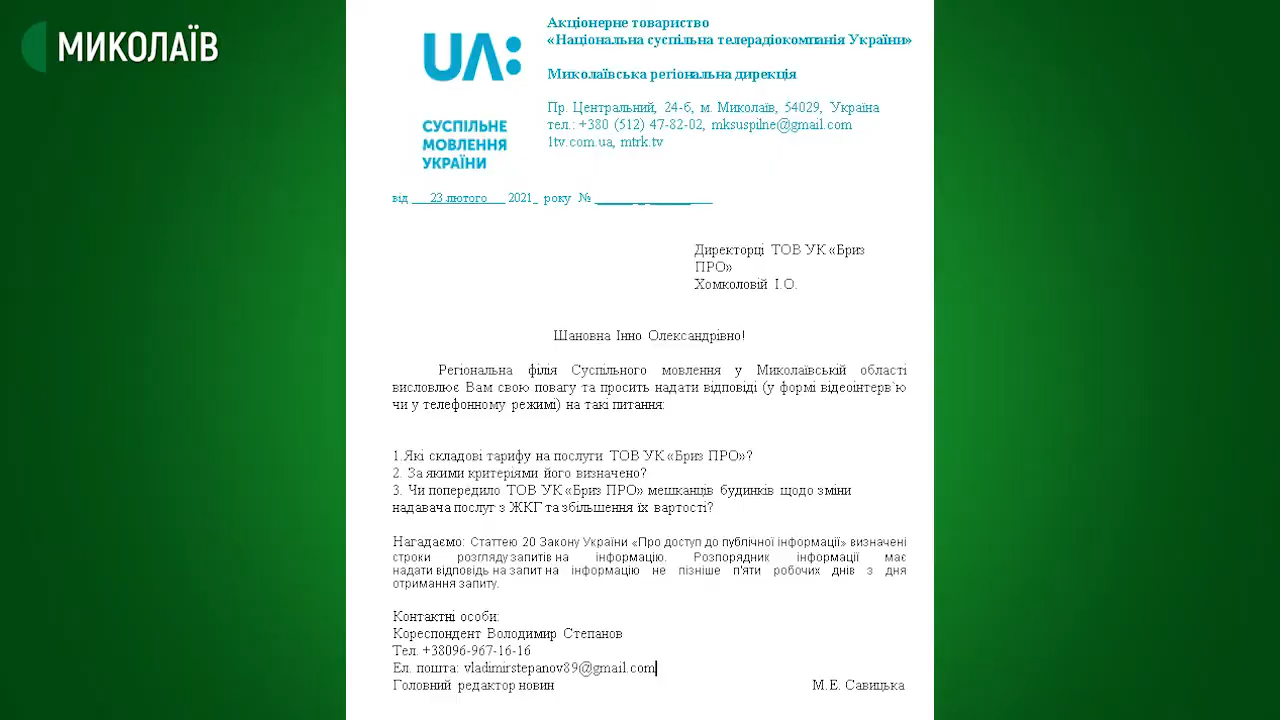 МИКОЛАЇВ
UA:
СУСПІЛЬНЕ
МОВЛЕННЯ
УКРАЇНИ
Акціонерне товариство
«Національна суспільна телерадіокомпанія України»
Миколаївська регіональна дирекція
Пр. Центральний, 24-б, м. Миколаїв, 54029, Україна
тел.: +380 (512) 47-82-02, mksuspilne@gmail.com
1tv.com.ua, mtrk.tv
від ___23 лютого___ 2021_ року № ______ _ _________
Директорці ТОВ УК «Бриз
ПРО»
Хомколовій І.О.
Шановна Інно Олександрівно!
Регіональна філія Суспільного мовлення у Миколаївській області
висловлює Вам свою повагу та просить надати відповіді (у формі відеоінтерв`ю
чи у телефонному режимі) на такі питання:
1.Які складові тарифу на послуги ТОВ УК «Бриз ПРО»?
2. За якими критеріями його визначено?
3. Чи попередило ТОВ УК «Бриз ПРО» мешканців будинків щодо зміни
надавача послуг з ЖКГ та збільшення їх вартості?
Нагадаємо: Статтею 20 Закону України «Про доступ до публічної інформації» визначені
строки розгляду запитів на інформацію. Розпорядник інформації має
надати відповідь на запит на інформацію не пізніше п'яти робочих днів з дня
отримання запиту.
Контактні особи:
Кореспондент Володимир Степанов
Тел. +38096-967-16-16
Ел. пошта: vladimirstepanov89@gmail.com
Головний редактор новин М.Е. Савицька